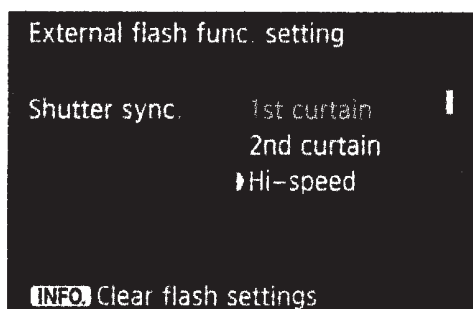 External flash func. setting
Shutter sync. 1st curtain
2nd curtain
Hi-speed
INFO. Clear flash settings